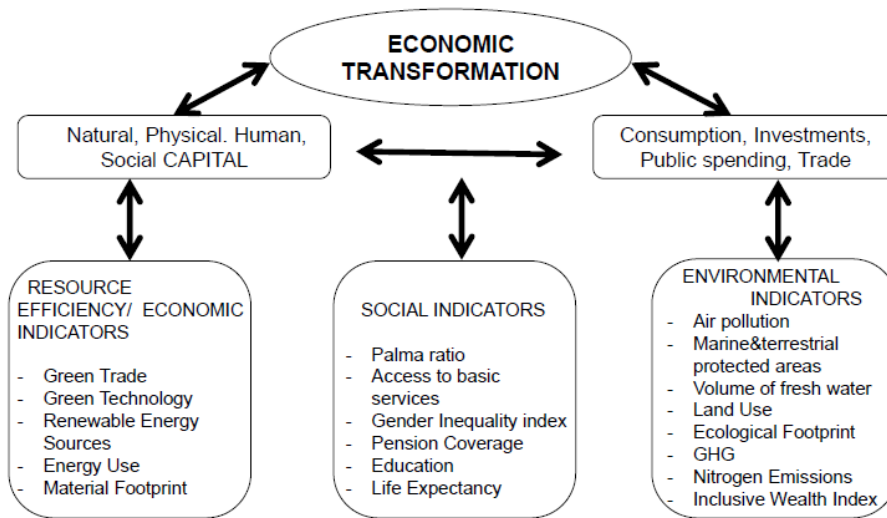 ECONOMIC
TRANSFORMATION
Natural, Physical. Human,
Social CAPITAL
Consumption, Investments,
Public spending, Trade
RESOURCE
EFFICIENCY/ ECONOMIC
INDICATORS
- Green Trade
- Green Technology
- Renewable Energy
Sources
- Energy Use
- Material Footprint
SOCIAL INDICATORS
- Palma ratio
- Access to basic
services
- Gender Inequality index
- Pension Coverage
- Education
- Life Expectancy
ENVIRONMENTAL
INDICATORS
- Air pollution
- Marine&terrestrial
protected areas
- Volume of fresh water
- Land Use
- Ecological Footprint
- GHG
- Nitrogen Emissions
- Inclusive Wealth Index